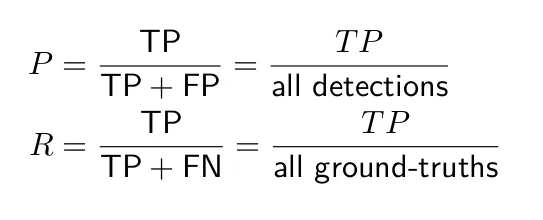 P = TP / TP + FP = TP / all detections
R = TP / TP + FN = TP / all ground-truths